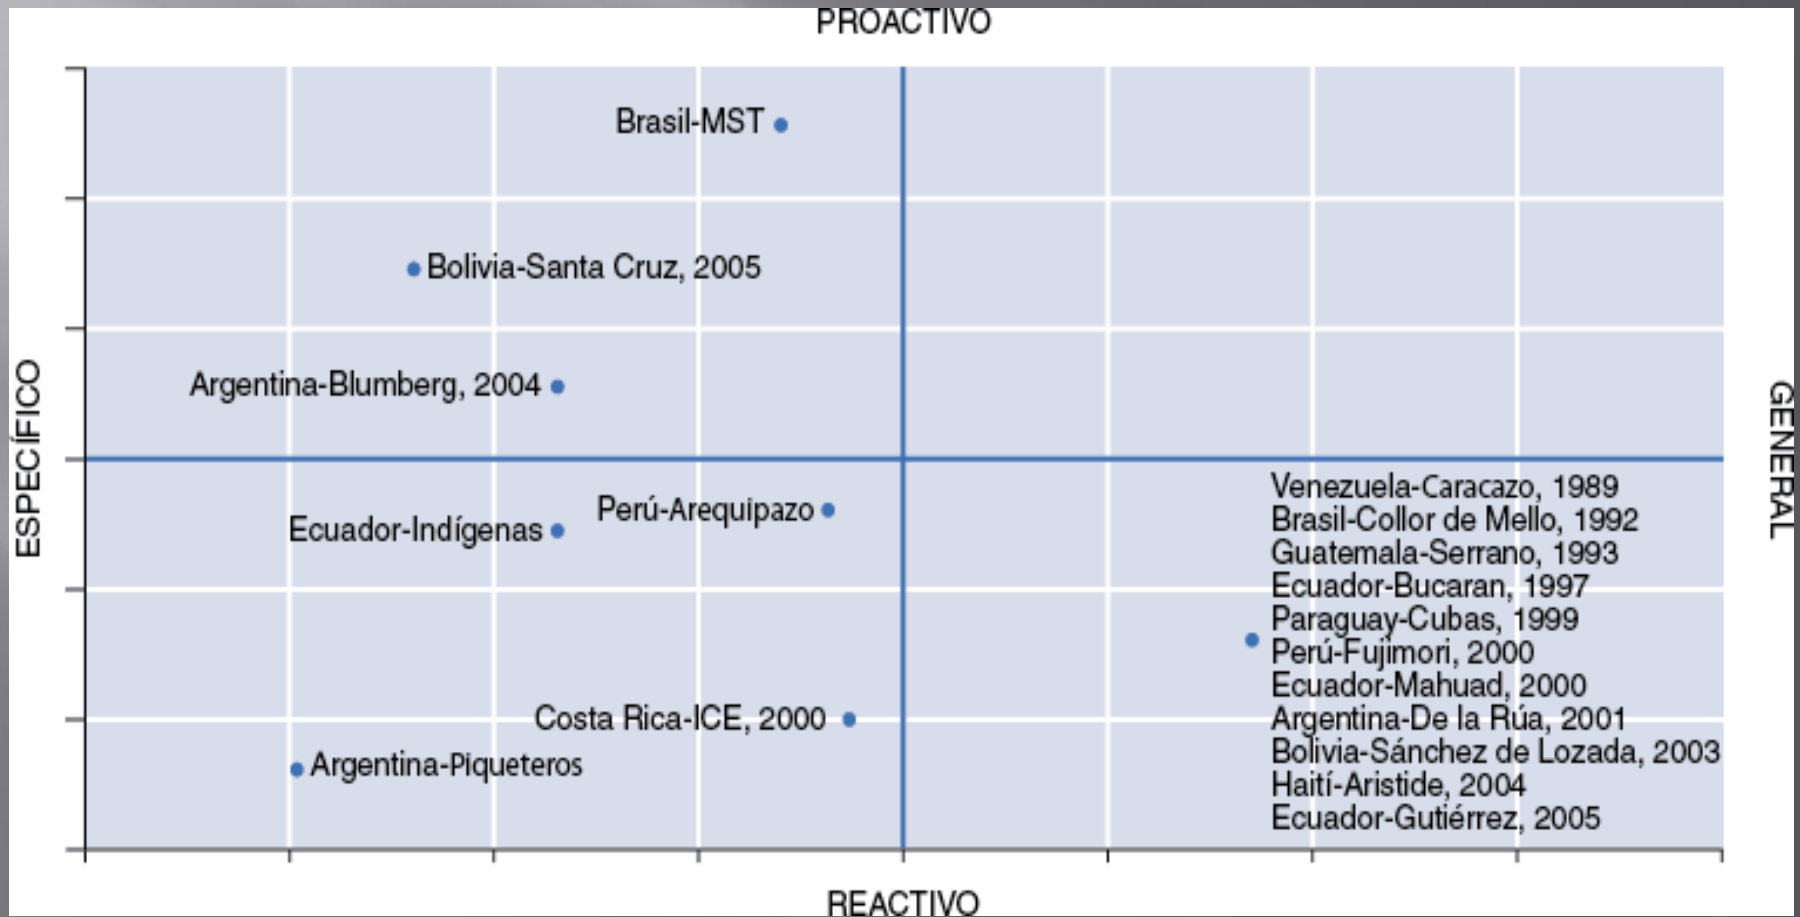 PROACTIVO
Brasil-MST
Bolivia-Santa Cruz, 2005
Argentina-Blumberg, 2004
ESPECÍFICO
GENERAL
Perú-Arequipazo
Ecuador-Indígenas
Costa Rica-ICE, 2000
Argentina-Piqueteros
Venezuela-Caracazo, 1989
Brasil-Collor de Mello, 1992
Guatemala-Serrano, 1993
Ecuador-Bucaran, 1997
Paraguay-Cubas, 1999
Perú-Fujimori, 2000
Ecuador-Mahuad, 2000
Argentina-De la Rúa, 2001
Bolivia-Sánchez de Lozada, 2003
Haití-Aristide, 2004
Ecuador-Gutiérrez, 2005
REACTIVO